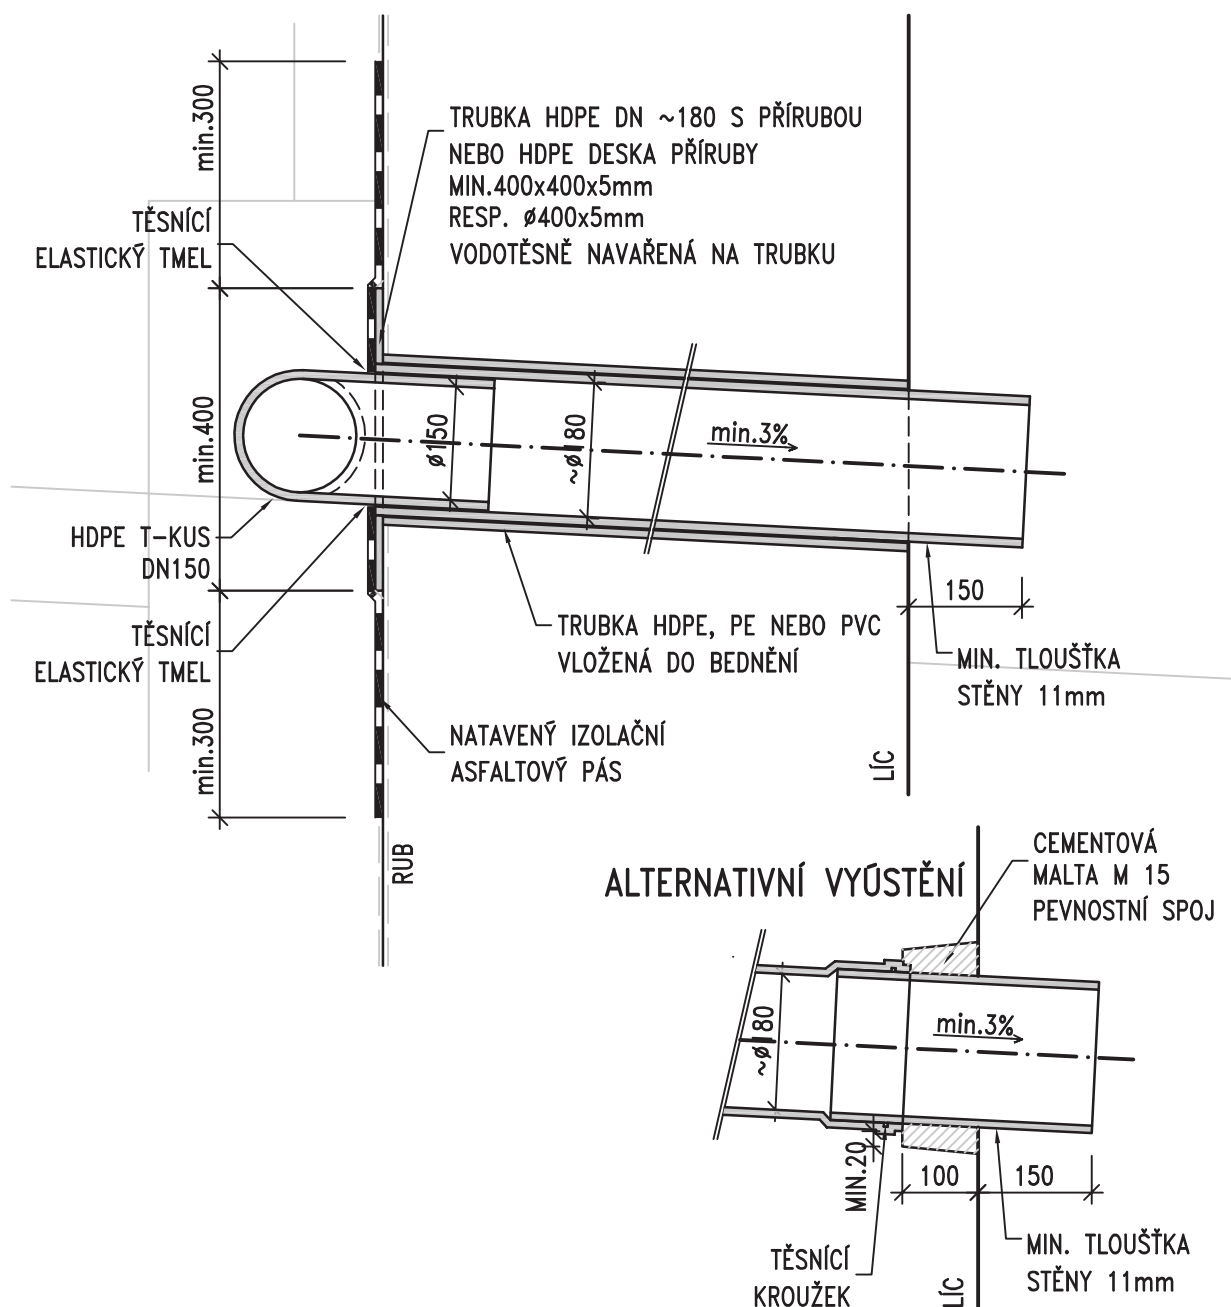 min.300
TRUBKA HDPE DN ~180 S PŘÍRUBOU
NEBO HDPE DESKA PŘÍRUBY
MIN.400x400x5mm
RESP. ø400x5mm
VODOTĚSNĚ NAVAŘENÁ NA TRUBKU
TĚSNÍCÍ
ELASTICKÝ TMEL
min.400
ø150
~ø180
min.3%
HDPE T-KUS
DN150
TĚSNÍCÍ
ELASTICKÝ TMEL
TRUBKA HDPE, PE NEBO PVC
VLOŽENÁ DO BEDNĚNÍ
150
MIN. TLOUŠŤKA
STĚNY 11mm
min.300
NATAVENÝ IZOLAČNÍ
ASFALTOVÝ PÁS
LÍC
RUB
ALTERNATIVNÍ VYÚSTĚNÍ
CEMENTOVÁ
MALTA M 15
PEVNOSTNÍ SPOJ
~ø180
min.3%
MIN.20
100
150
TĚSNÍCÍ
KROUŽEK
LÍC
MIN. TLOUŠŤKA
STĚNY 11mm